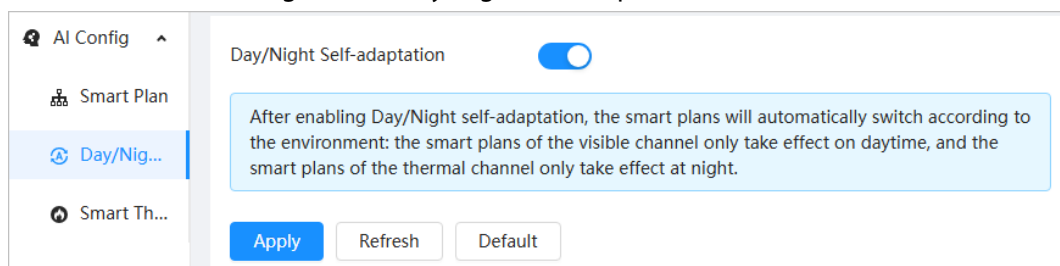 AI Config
Smart Plan
Day/Nig...
Smart Th...
Day/Night Self-adaptation
After enabling Day/Night self-adaptation, the smart plans will automatically switch according to
the environment: the smart plans of the visible channel only take effect on daytime, and the
smart plans of the thermal channel only take effect at night.
Apply Refresh Default